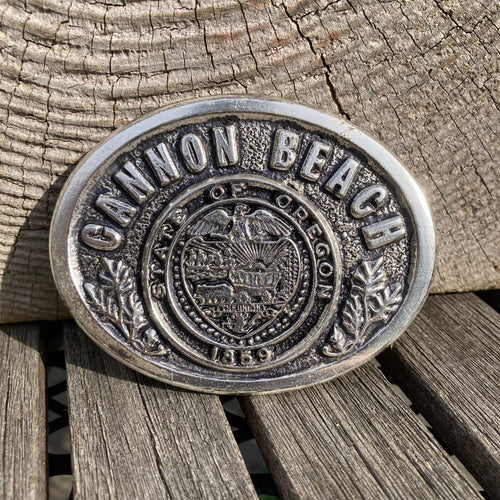 CANNON BEACH
STATE OF OREGON
1859